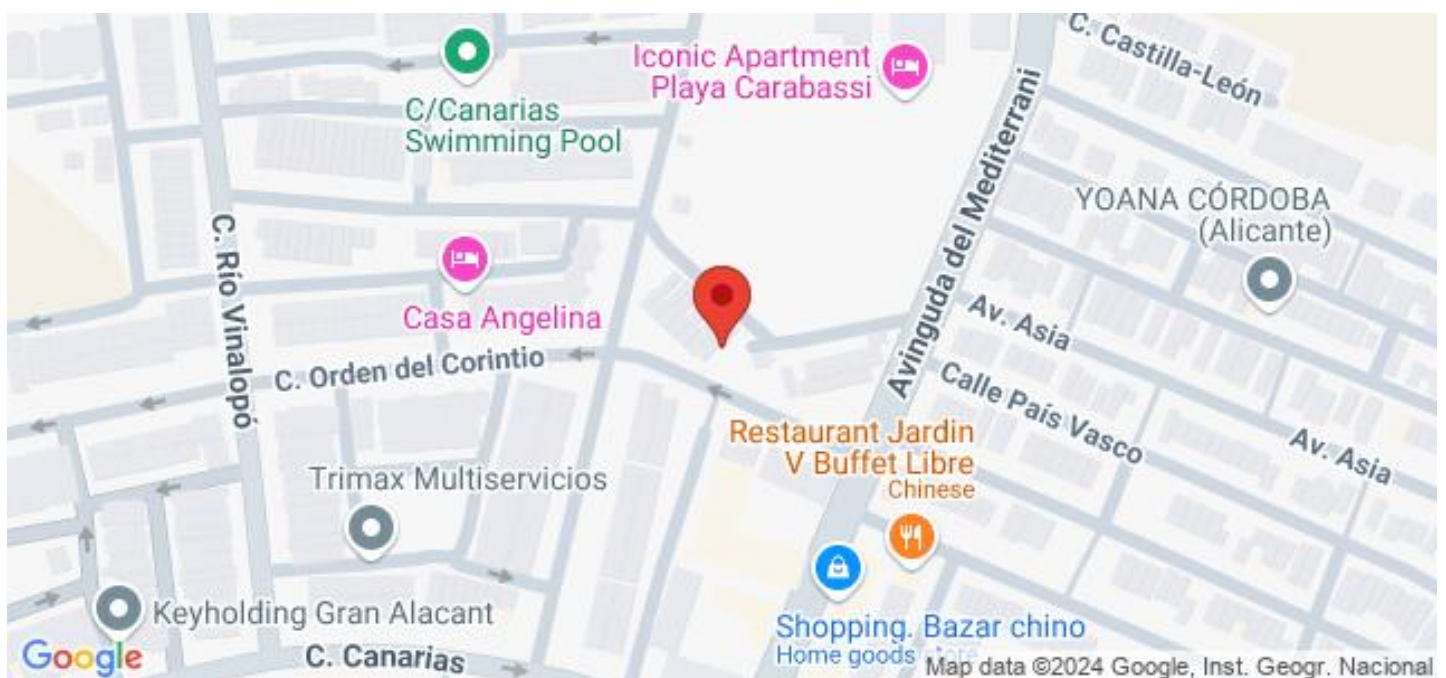 C. Castilla-León
Iconic Apartment
Playa Carabassi
C/Canarias
Swimming Pool
Avinguda del Mediterrani
YOANA CÓRDOBA
(Alicante)
C. Río Vinalopó
Casa Angelina
Av. Asia
C. Orden del Corintio
Calle País Vasco
Av. Asia
Restaurant Jardin
V Buffet Libre
Chinese
Trimax Multiservicios
Keyholding Gran Alacant
Shopping. Bazar chino
Home goods store
Google
C. Canarias
Map data ©2024 Google, Inst. Geogr. Nacional